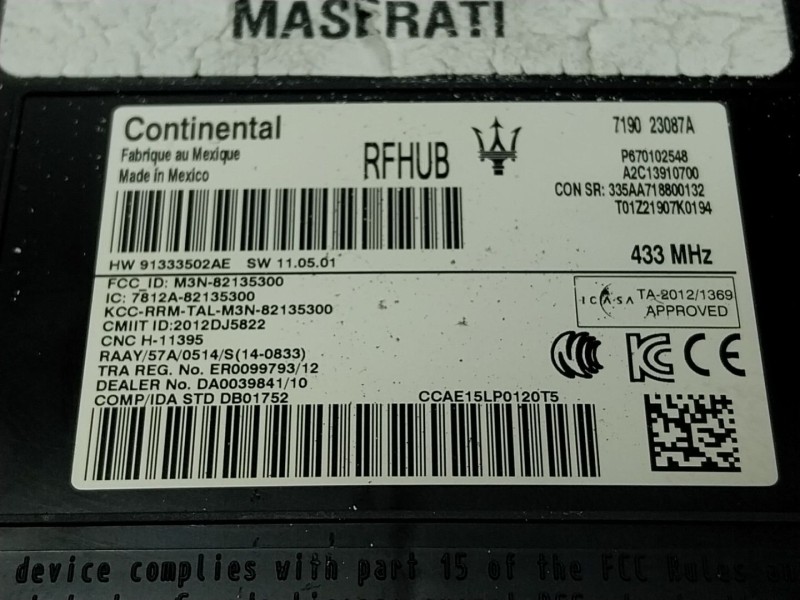 MASERATI
Continental
Fabrique au Mexique
Made in Mexico
RFHUB
7190 23087A
P670102548
A2C13910700
CON SR: 335AA718800132
T01Z21907K0194
HW 91333502AE SW 11.05.01
433 MHz
FCC_ID: M3N-82135300
IC: 7812A-82135300
KCC-RRM-TAL-M3N-82135300
CMIIT ID:2012DJ5822
CNC H-11395
RAAY/57A/0514/S(14-0833)
TRA REG. No. ER0099793/12
DEALER No. DA0039841/10
COMP/IDA STD DB01752
ICASA TA-2012/1369
APPROVED
CCAE15LP0120T5
device complies with part 15 of the FCC Rules